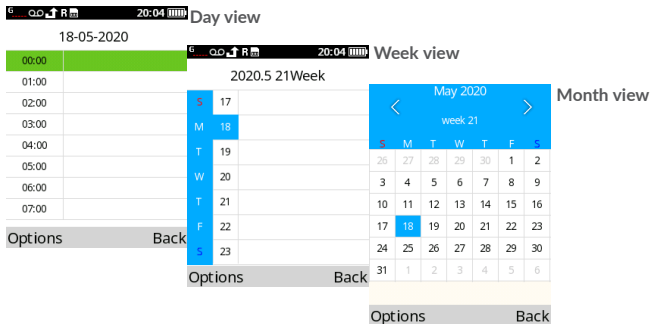 G R 20:04
Day view
18-05-2020
00:00
01:00
02:00
03:00
04:00
05:00
06:00
07:00
Options Back
G R 20:04
Week view
2020.5 21Week
S 17
M 18
T 19
W 20
T 21
F 22
S 23
Options Back
Month view
May 2020
week 21
S M T W T F S
26 27 28 29 30 1 2
3 4 5 6 7 8 9
10 11 12 13 14 15 16
17 18 19 20 21 22 23
24 25 26 27 28 29 30
31 1 2 3 4 5 6
Options Back